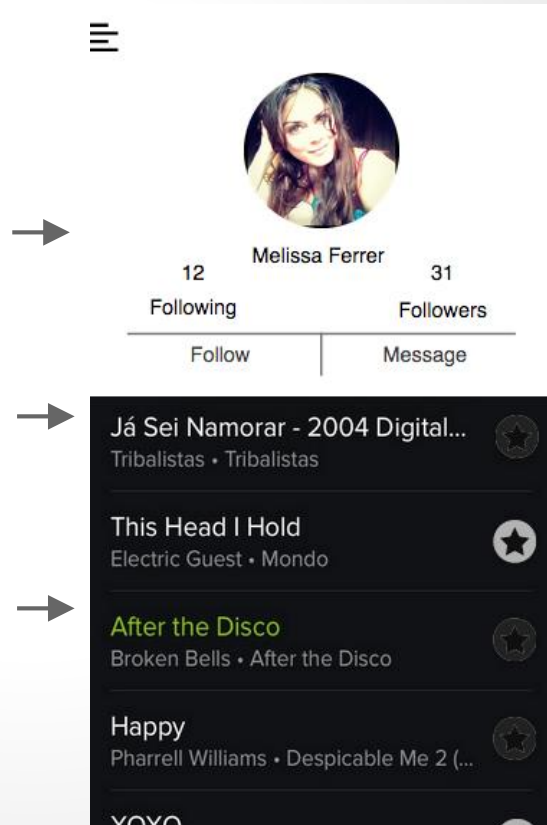 Melissa Ferrer
12
31
Following
Followers
Follow
Message
Já Sei Namorar - 2004 Digital...
Tribalistas • Tribalistas
This Head I Hold
Electric Guest • Mondo
After the Disco
Broken Bells • After the Disco
Happy
Pharrell Williams • Despicable Me 2 (...
XOXO